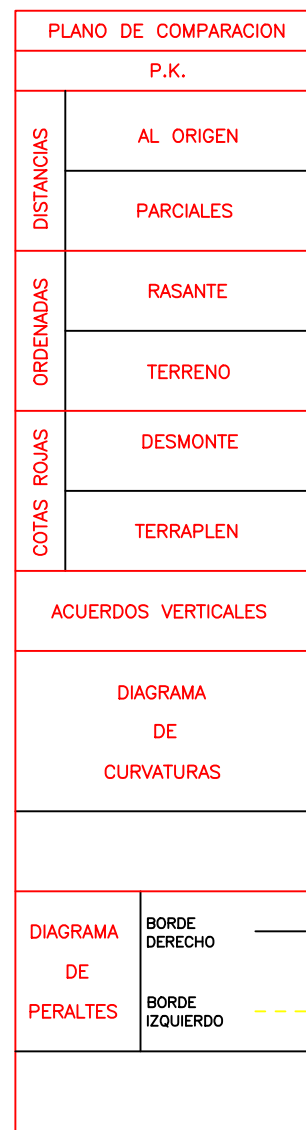 PLANO DE COMPARACION
P.K.
DISTANCIAS
AL ORIGEN
PARCIALES
ORDENADAS
RASANTE
TERRENO
COTAS ROJAS
DESMONTE
TERRAPLEN
ACUERDOS VERTICALES
DIAGRAMA
DE
CURVATURAS
DIAGRAMA
DE
PERALTES
BORDE
DERECHO
BORDE
IZQUIERDO